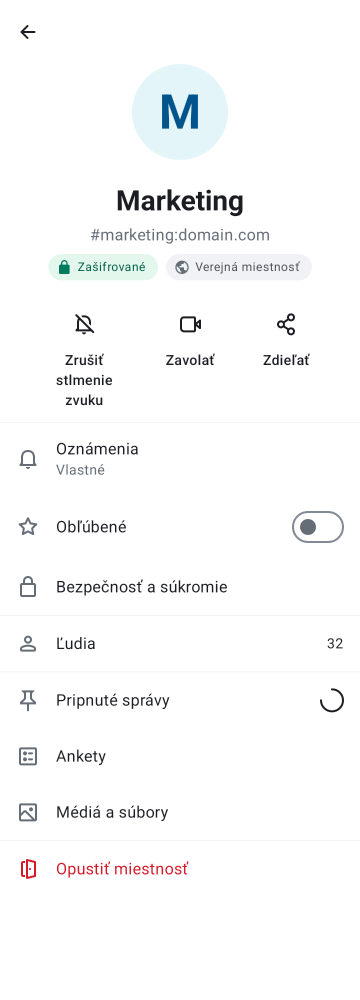 M
Marketing
#marketing:domain.com
Zašifrované
Verejná miestnosť
Zrušiť
stlmenie
zvuku
Zavolať
Zdieľať
Oznámenia
Vlastné
Obľúbené
Bezpečnosť a súkromie
Ľudia
32
Pripnuté správy
Ankety
Médiá a súbory
Opustiť miestnosť